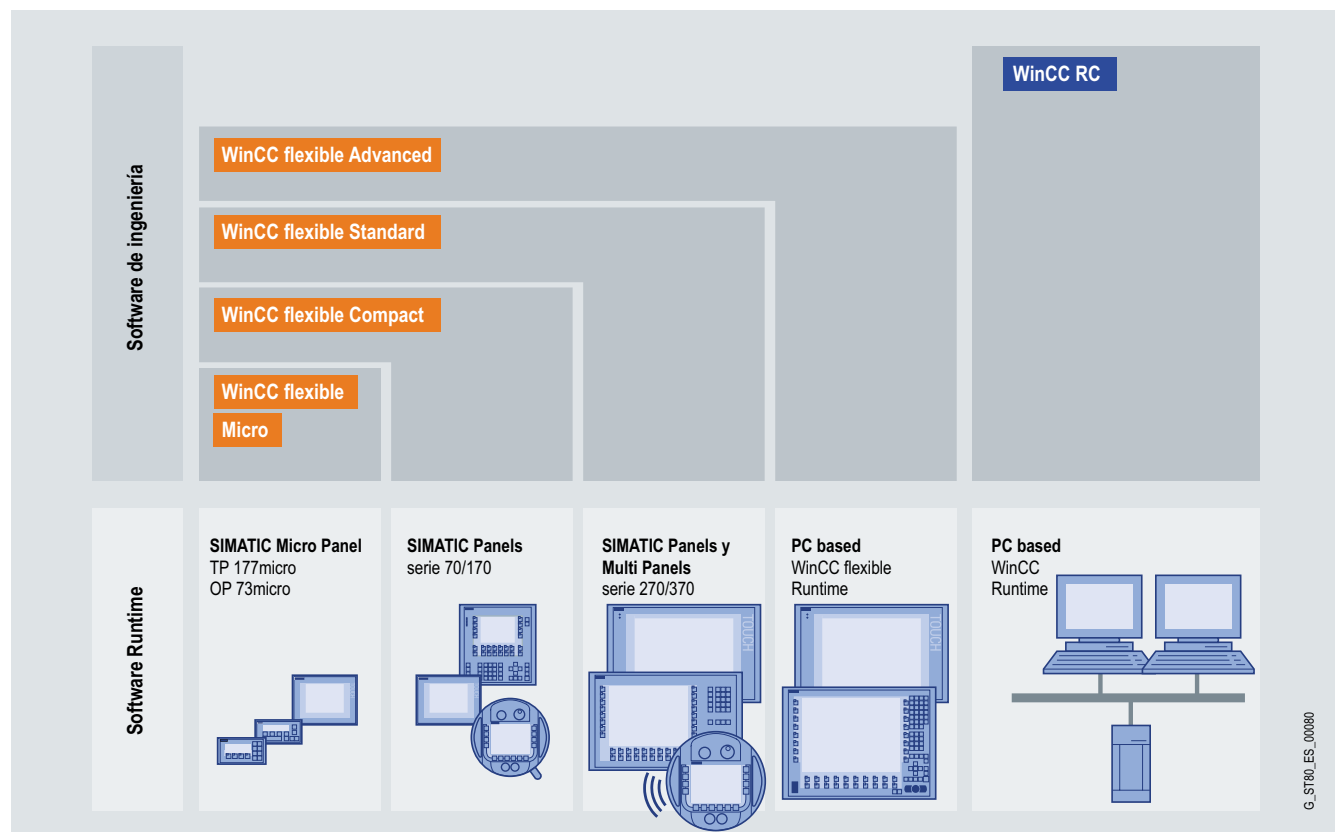 Software de ingeniería
WinCC flexible Advanced
WinCC flexible Standard
WinCC flexible Compact
WinCC flexible
Micro
WinCC RC
Software Runtime
SIMATIC Micro Panel
TP 177micro
OP 73micro
SIMATIC Panels
serie 70/170
SIMATIC Panels y
Multi Panels
serie 270/370
TOUCH
PC based
WinCC flexible
Runtime
PC based
WinCC
Runtime
G_ST80_ES_00080